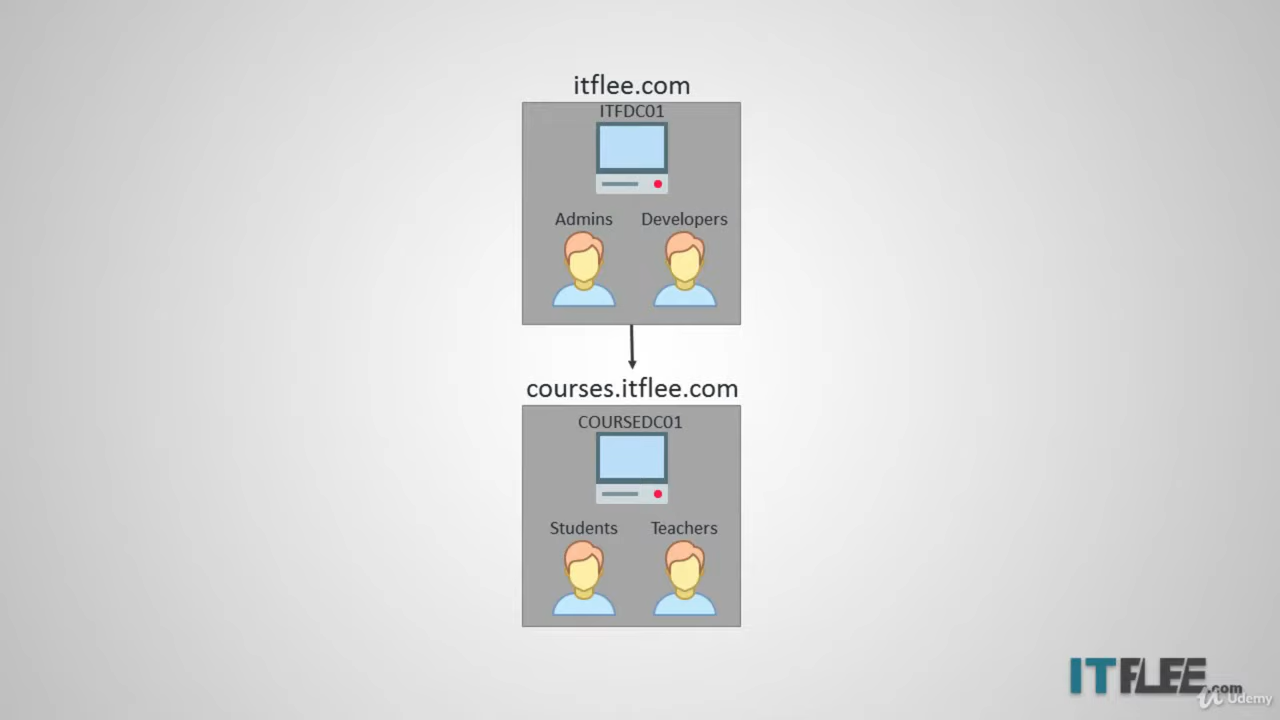 itflee.com
ITFDC01
Admins Developers
courses.itflee.com
COURSEDC01
Students Teachers
ITFLEE.com
Udemy